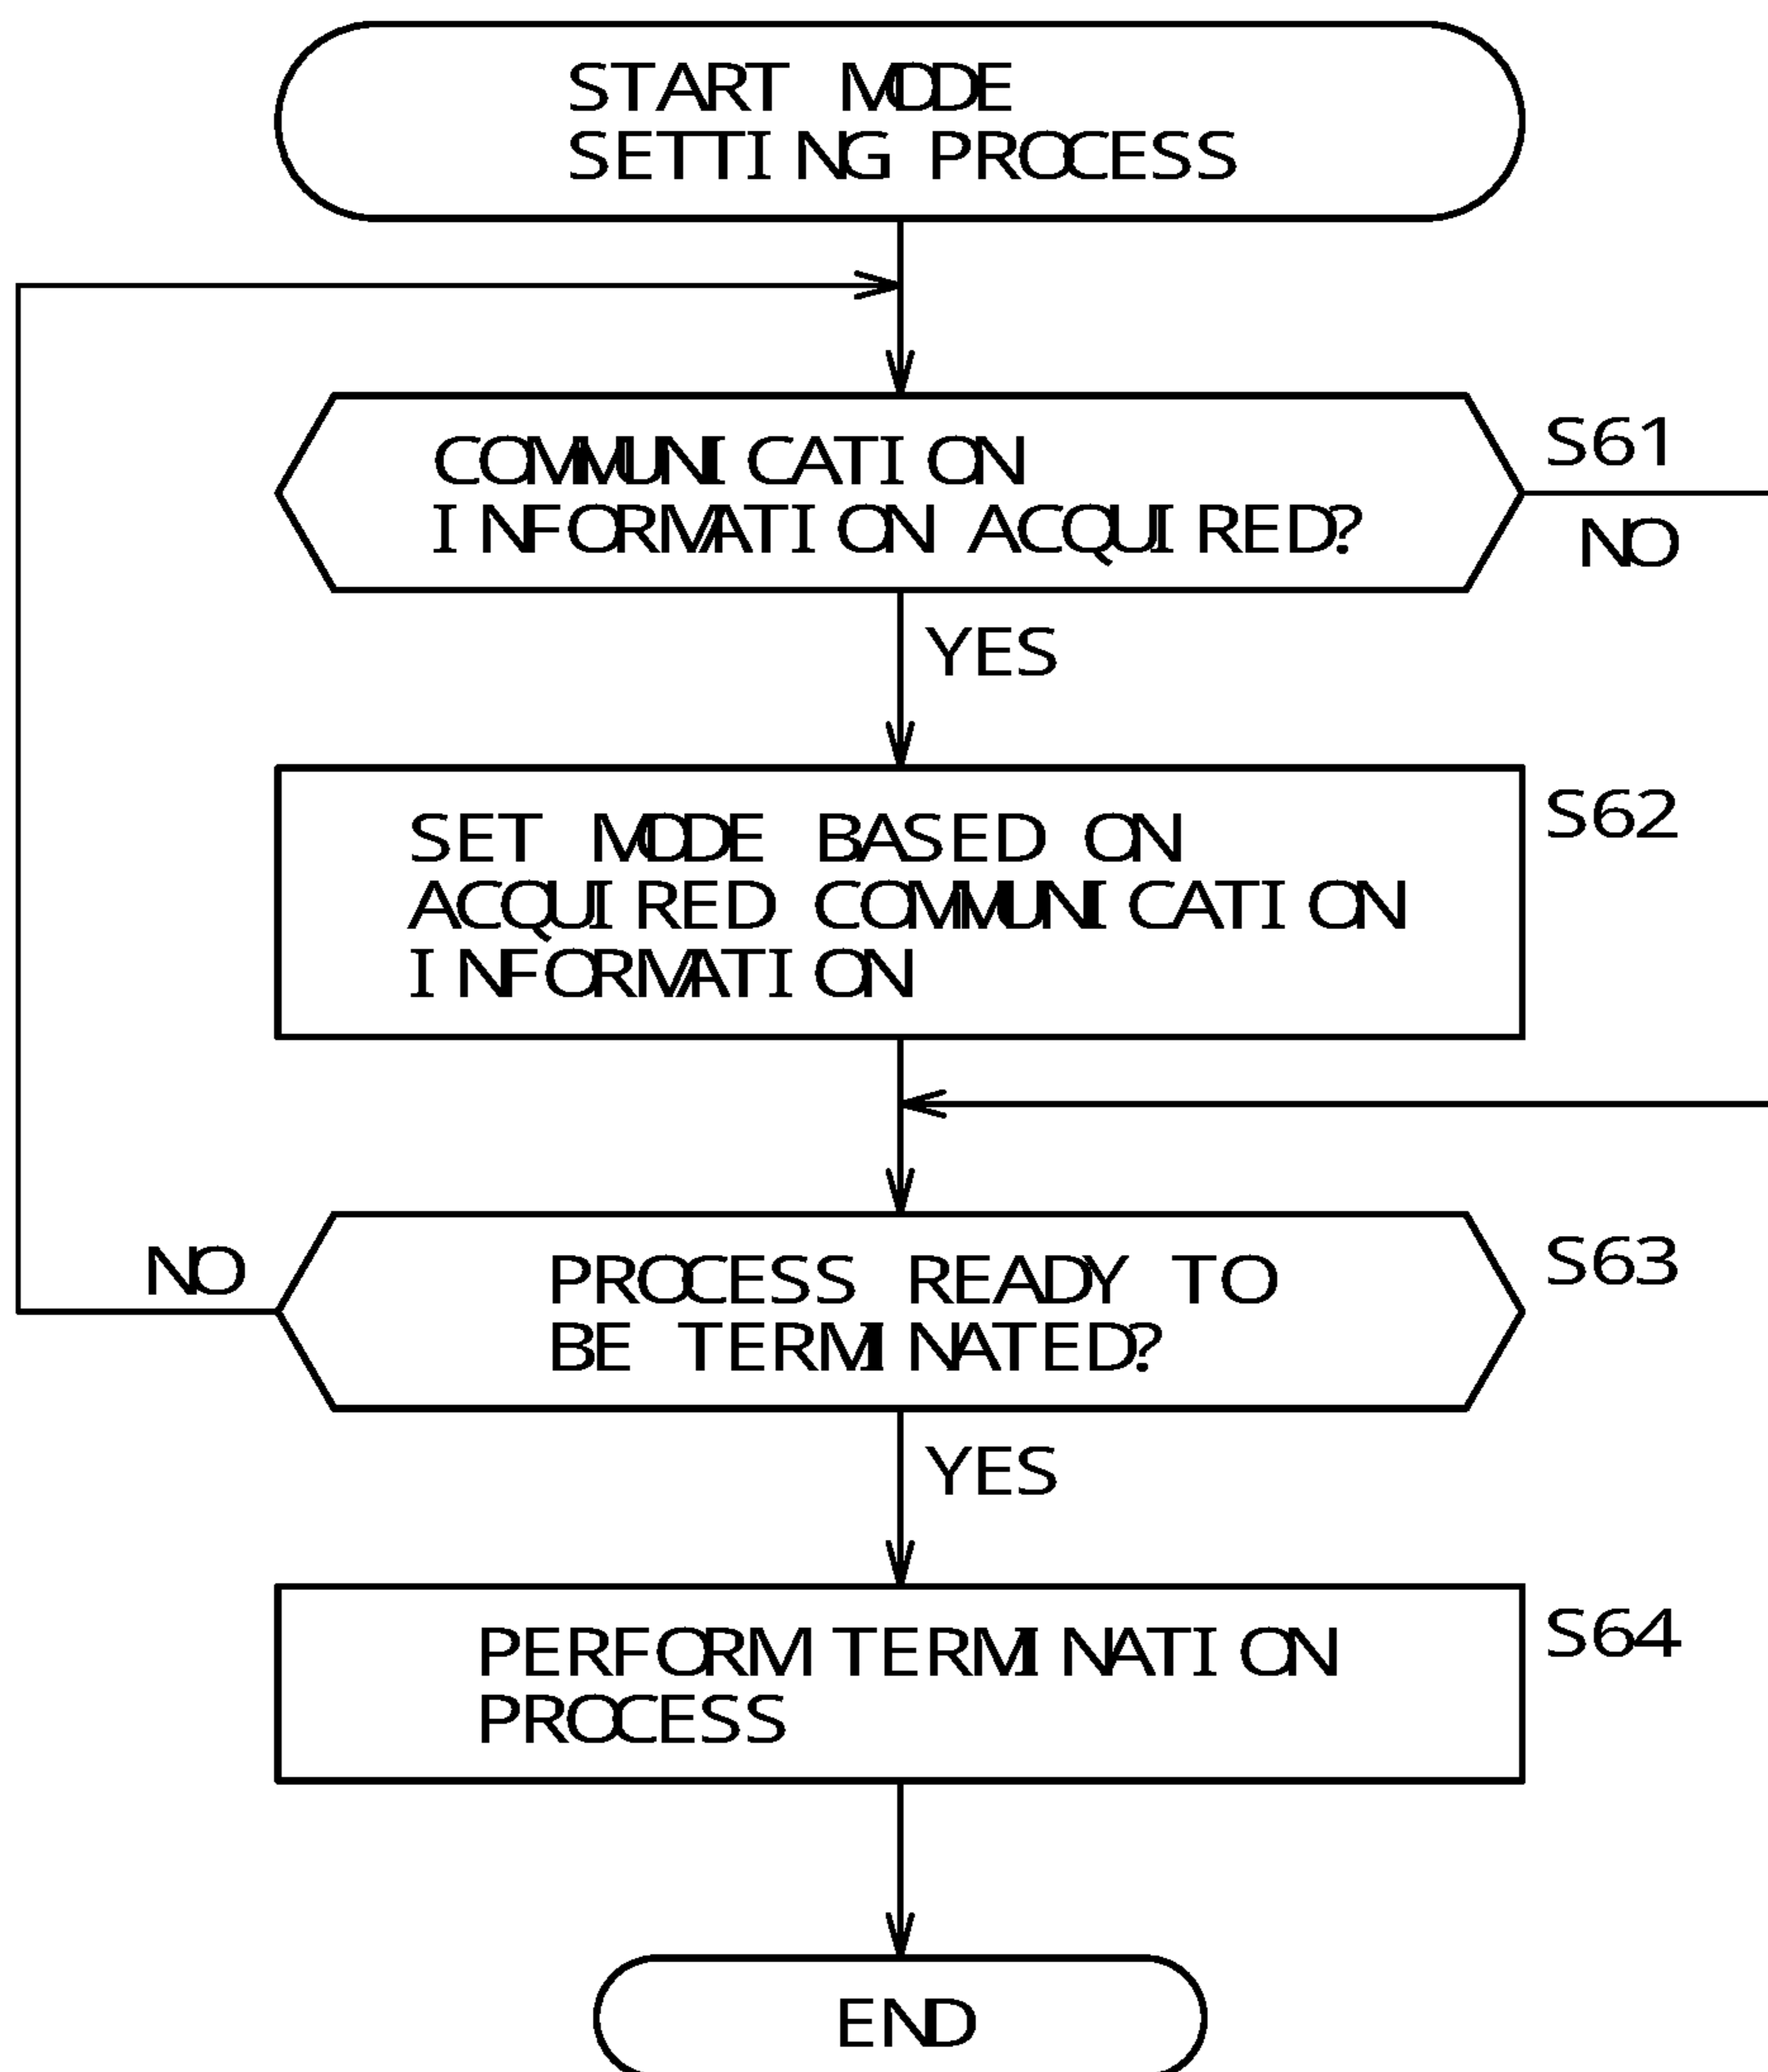 START MODE
SETTING PROCESS
COMMUNICATION
INFORMATION ACQUIRED?
S61
NO
YES
SET MODE BASED ON
ACQUIRED COMMUNICATION
INFORMATION
S62
NO
PROCESS READY TO
BE TERMINATED?
S63
YES
PERFORM TERMINATION
PROCESS
S64
END